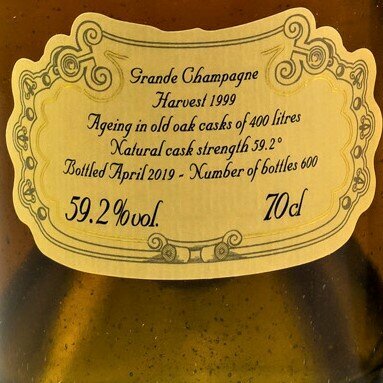 Grande Champagne
Harvest 1999
Ageing in old oak casks of 400 litres
Natural cask strength 59.2°
Bottled April 2019 - Number of bottles 600
59.2%vol. 70cl